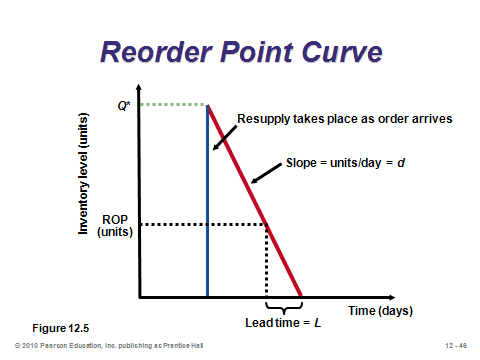 Reorder Point Curve
Q*
Resupply takes place as order arrives
Slope = units/day = d
Inventory level (units)
ROP
(units)
Time (days)
Lead time = L
Figure 12.5
© 2010 Pearson Education, Inc. publishing as Prentice Hall
12 - 46